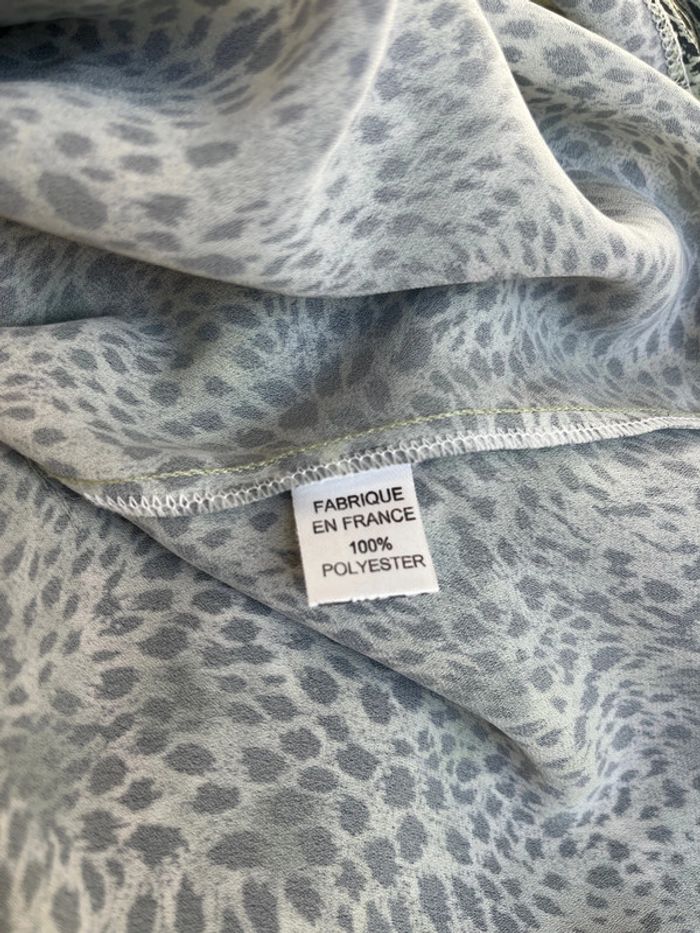 FABRIQUE
EN FRANCE
100%
POLYESTER